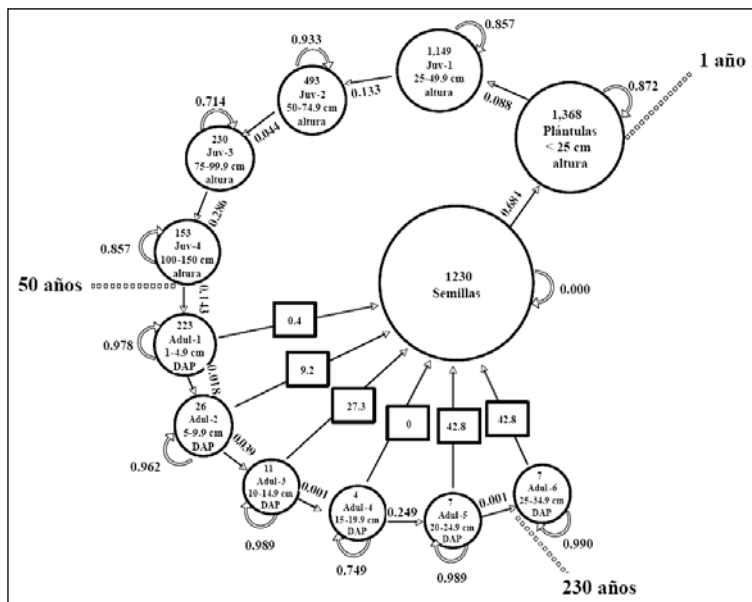 0.933
0.857
1 año
1,149
Juv-1
25-49.9 cm
altura
493
Juv-2
50-74.9 cm
altura
0.133
0.872
0.088
1,368
Plántulas
< 25 cm
altura
0.714
0.044
230
Juv-3
75-99.9 cm
altura
0.286
0.684
153
Juv-4
100-150 cm
altura
0.857
1230
Semillas
0.000
50 años
0.143
223
Adul-1
1-4.9 cm
DAP
0.978
0.4
0.018
9.2
26
Adul-2
5-9.9 cm
DAP
0.962
0.039
27.3
0
42.8
42.8
11
Adul-3
10-14.9 cm
DAP
0.989
0.001
4
Adul-4
15-19.9 cm
DAP
0.749
0.249
7
Adul-5
20-24.9 cm
DAP
0.989
0.001
7
Adul-6
25-34.9 cm
DAP
0.990
230 años